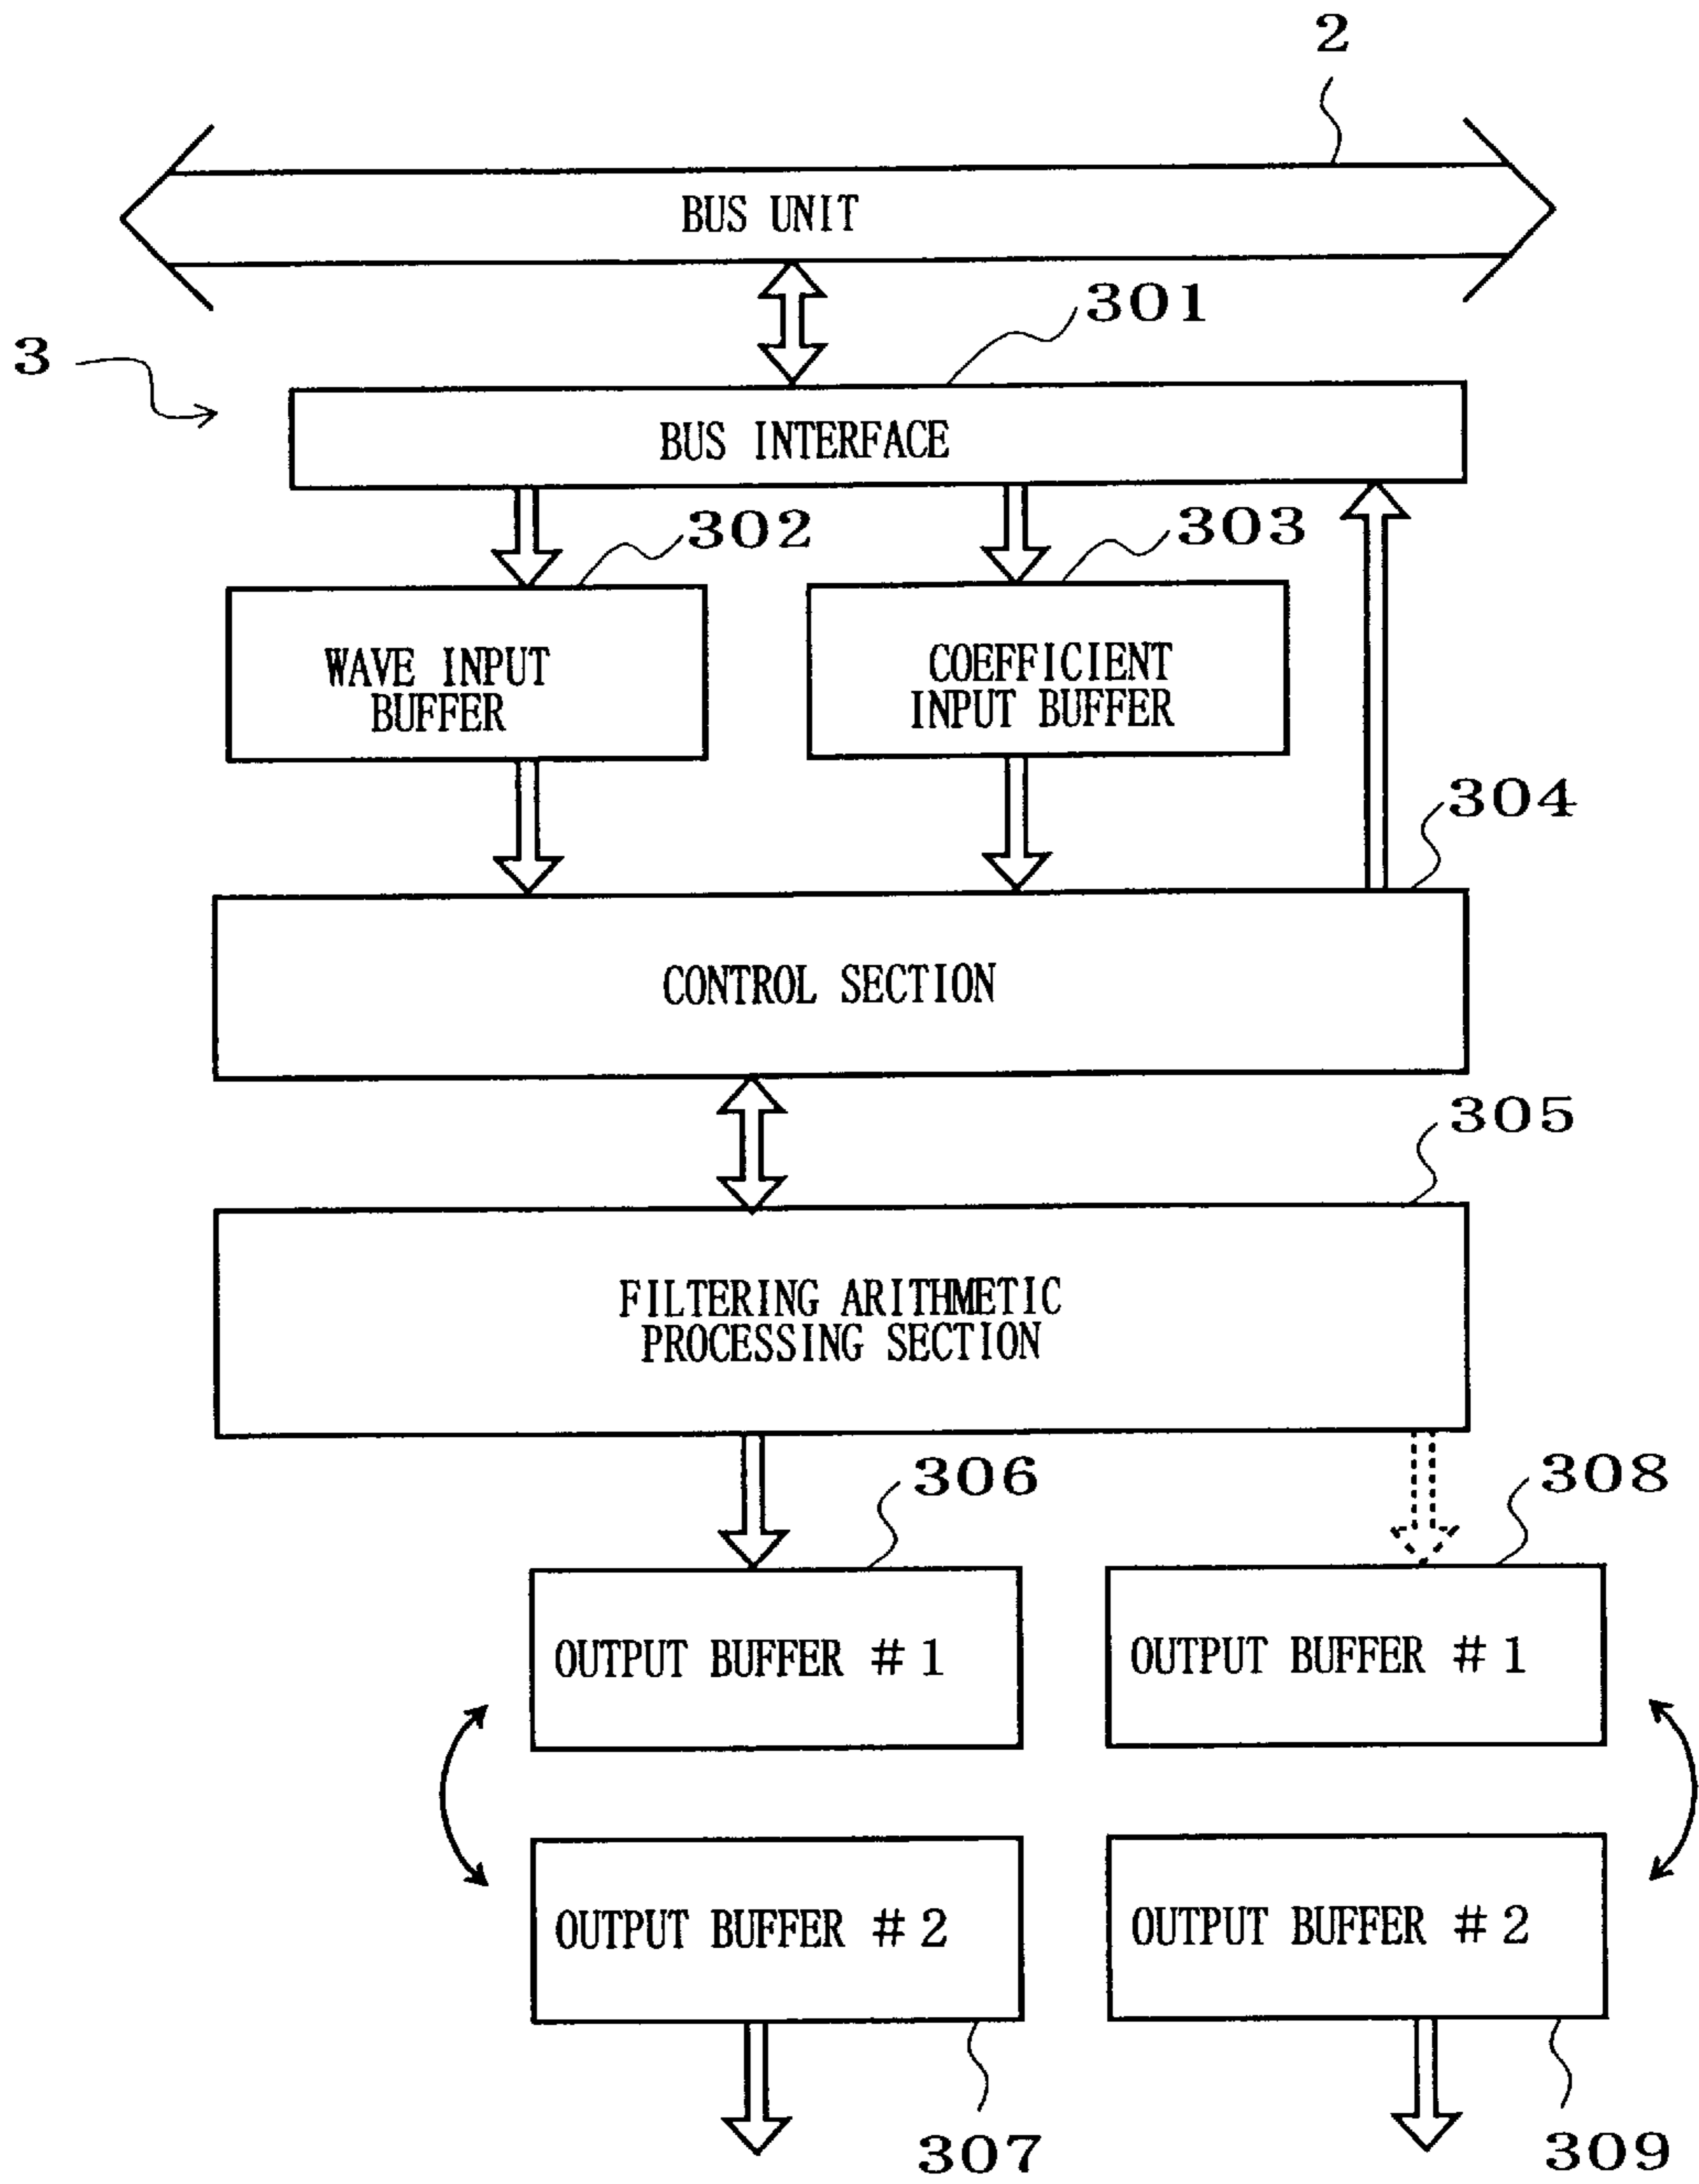 2
BUS UNIT
301
3
BUS INTERFACE
302
303
WAVE INPUT
BUFFER
COEFFICIENT
INPUT BUFFER
304
CONTROL SECTION
305
FILTERING ARITHMETIC
PROCESSING SECTION
306
308
OUTPUT BUFFER #1
OUTPUT BUFFER #1
OUTPUT BUFFER #2
OUTPUT BUFFER #2
307
309